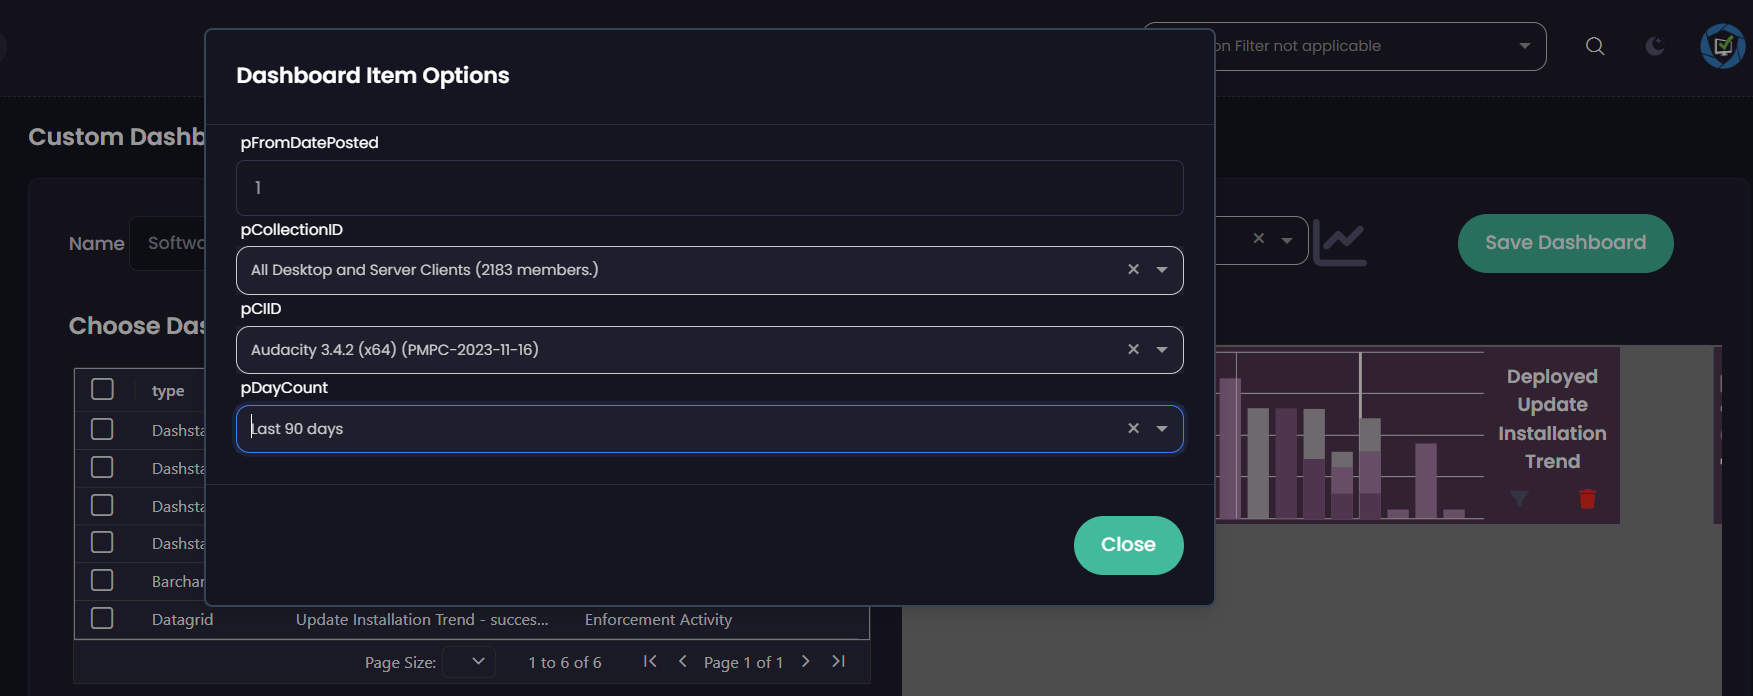 on Filter not applicable
Dashboard Item Options
Custom Dashb
pFromDatePosted
1
pCollectionID
All Desktop and Server Clients (2183 members.)
pCIID
Audacity 3.4.2 (x64) (PMPC-2023-11-16)
pDayCount
Last 90 days
Close
Name
Softwa
Save Dashboard
Choose Das
type
Dashsta
Dashsta
Dashsta
Dashsta
Barchar
Datagrid Update Installation Trend - succes... Enforcement Activity
Page Size: 1 to 6 of 6 Page 1 of 1
Deployed
Update
Installation
Trend